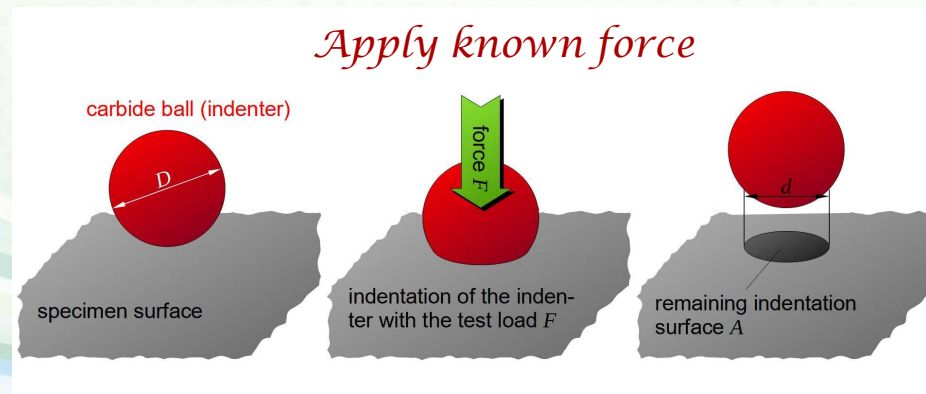 Apply known force
carbide ball (indenter)
D
specimen surface
force F
indentation of the inden-
ter with the test load F
d
remaining indentation
surface A